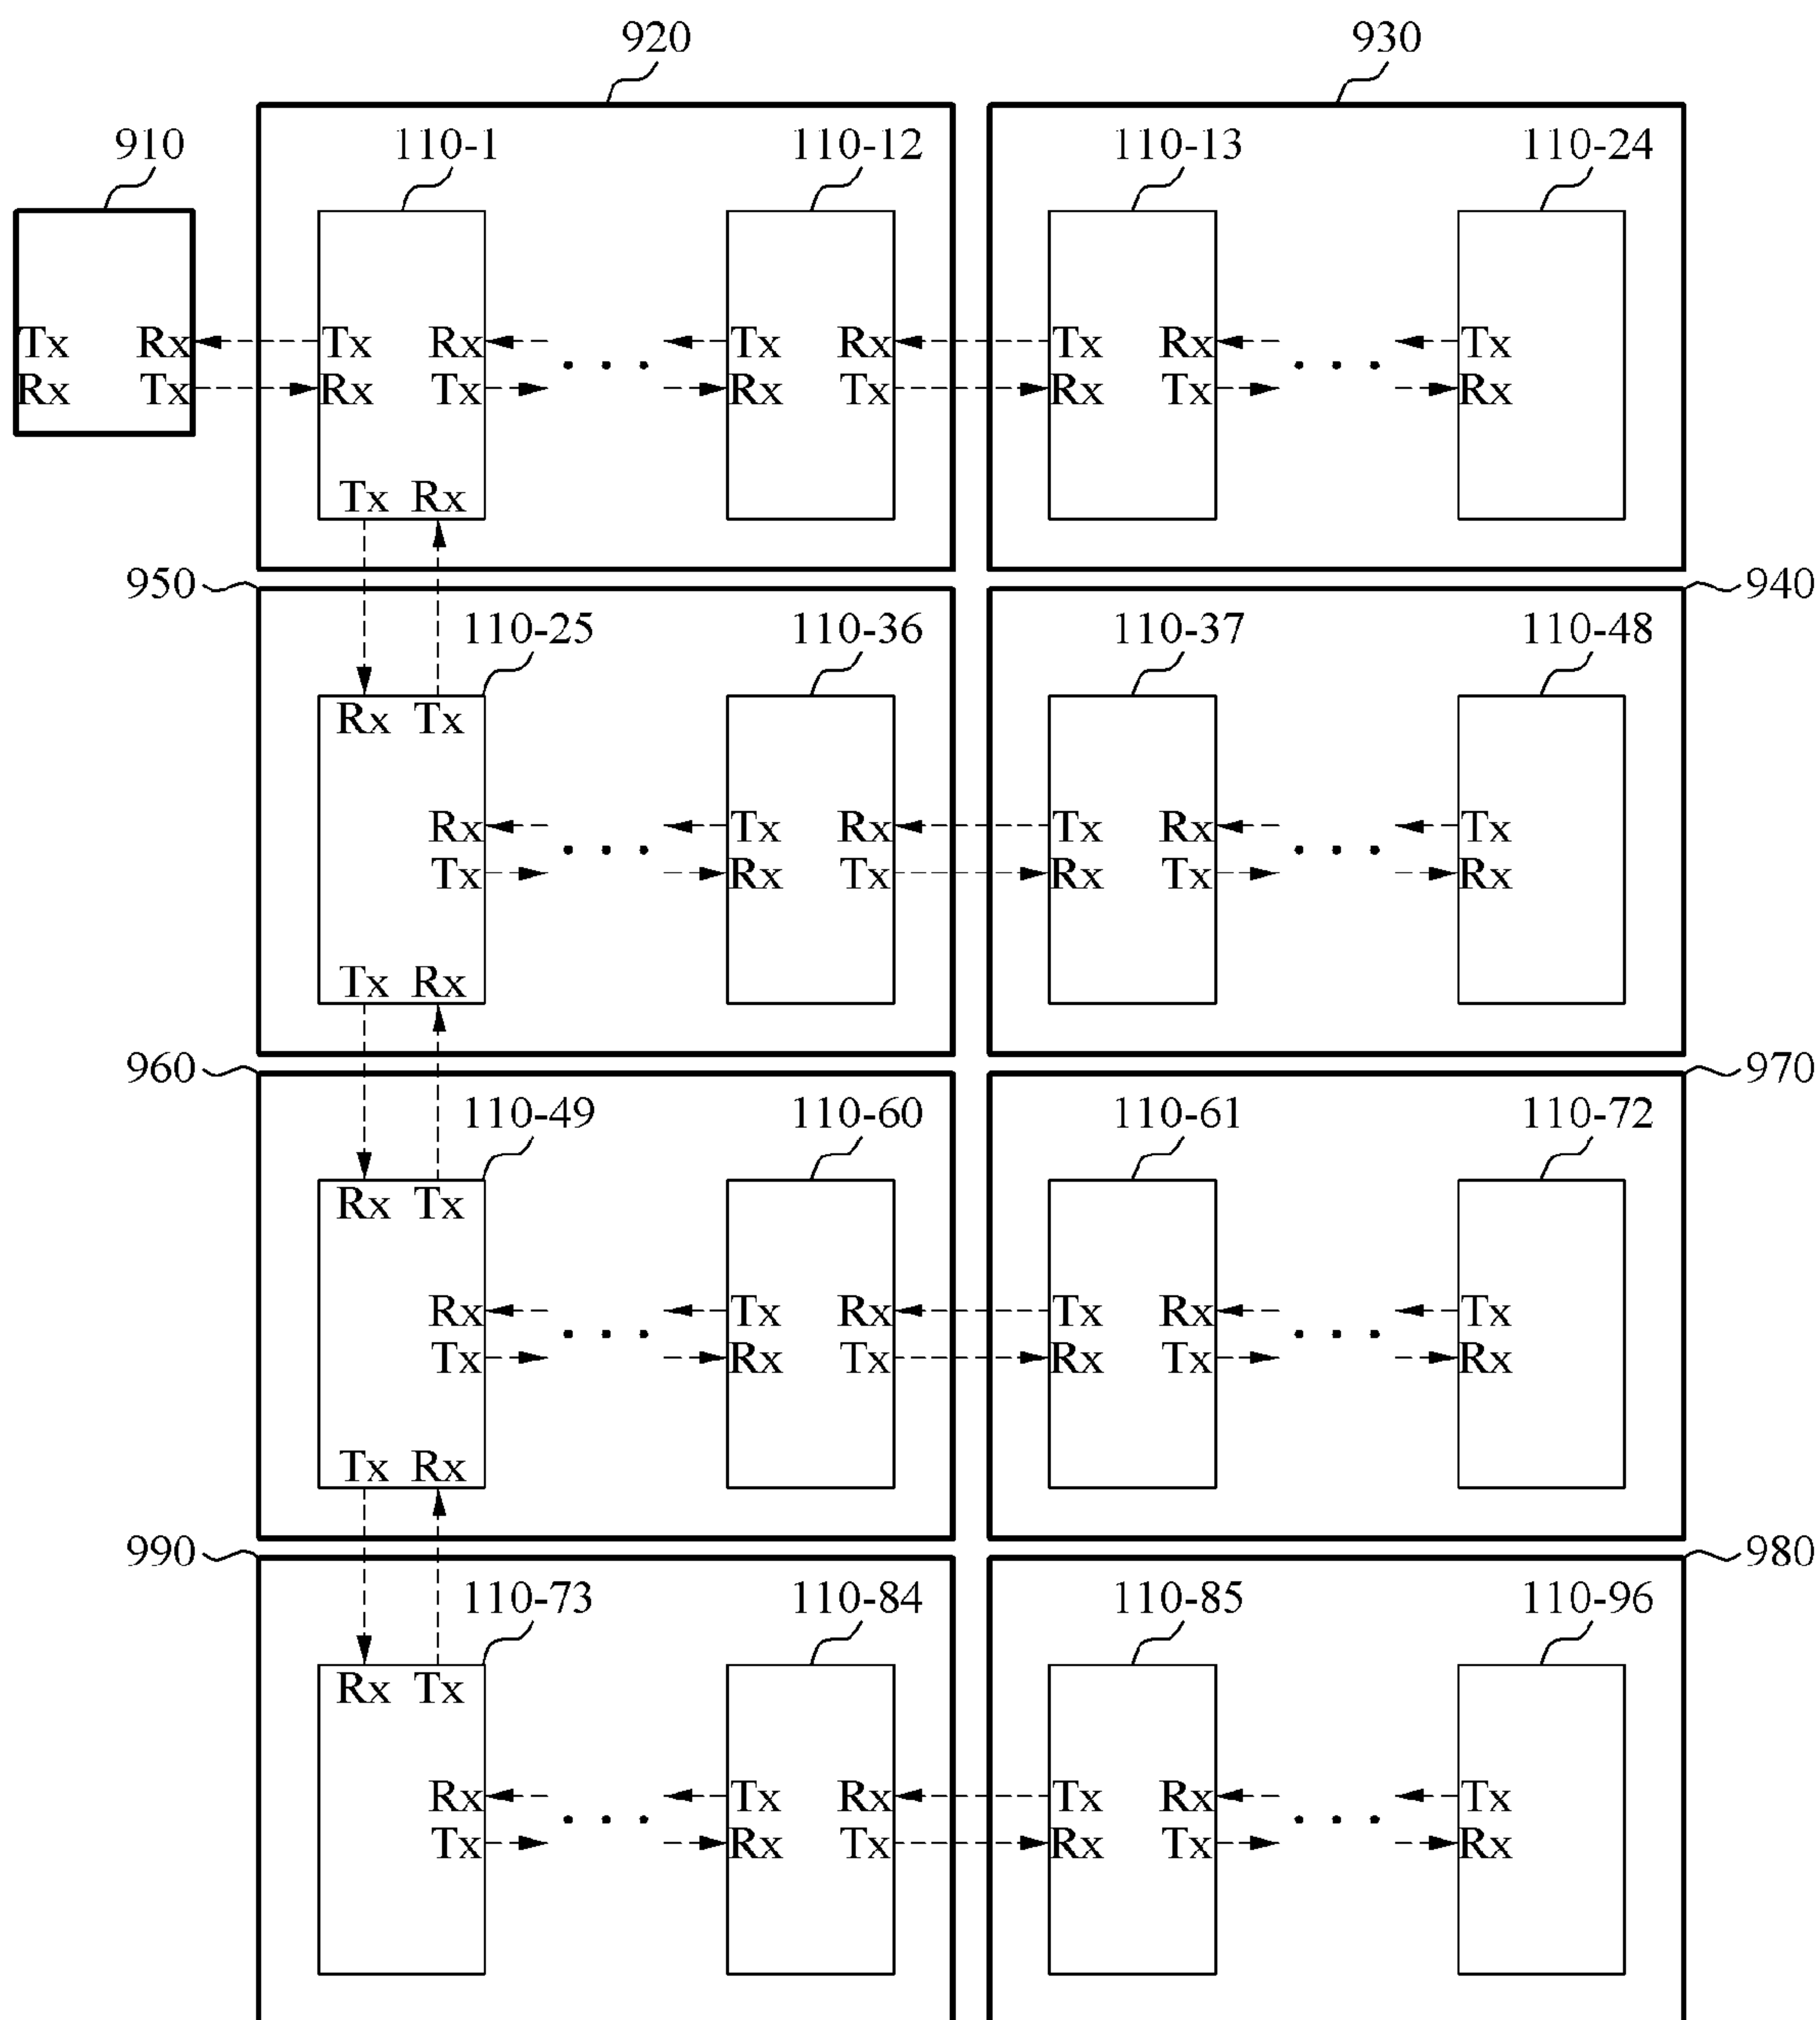 920 930
910 110-1 110-12 110-13 110-24
Tx Rx Tx Rx . . . Tx Rx Tx Rx . . . Tx
Rx Tx Rx Tx Rx Tx Rx Tx Rx
Tx Rx
950 940
110-25 110-36 110-37 110-48
Rx Tx
Rx . . . Tx Rx Tx Rx . . . Tx
Tx Rx Tx Rx Tx Rx
Tx Rx
960 970
110-49 110-60 110-61 110-72
Rx Tx
Rx . . . Tx Rx Tx Rx . . . Tx
Tx Rx Tx Rx Tx Rx
Tx Rx
990 980
110-73 110-84 110-85 110-96
Rx Tx
Rx . . . Tx Rx Tx Rx . . . Tx
Tx Rx Tx Rx Tx Rx